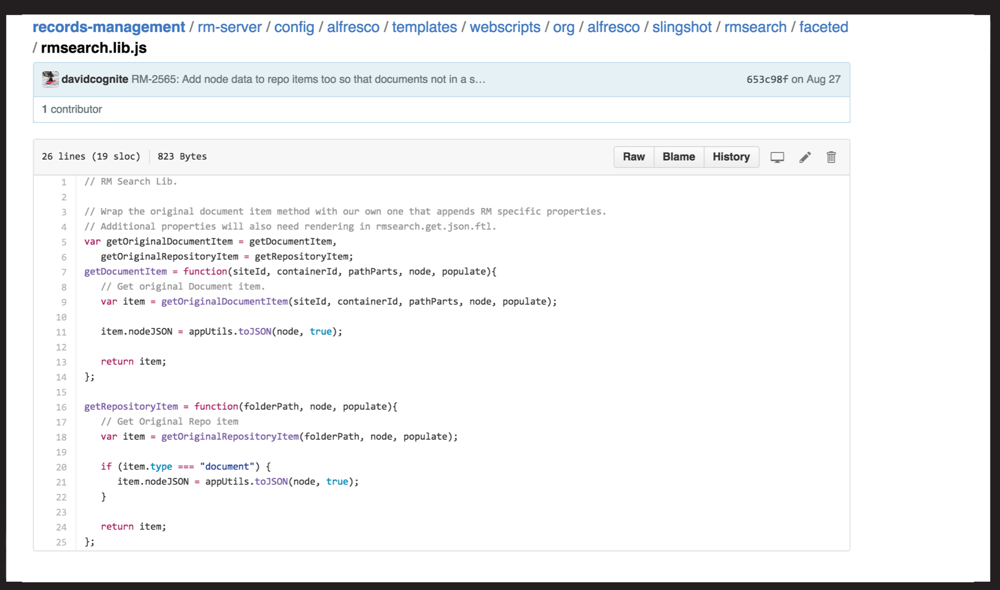 records-management / rm-server / config / alfresco / templates / webscripts / org / alfresco / slingshot / rmsearch / faceted
/ rmsearch.lib.js
davidcognite RM-2565: Add node data to repo items too so that documents not in a s… 653c98f on Aug 27
1 contributor
26 lines (19 sloc) 823 Bytes Raw Blame History
1 // RM Search Lib.
2
3 // Wrap the original document item method with our own one that appends RM specific properties.
4 // Additional properties will also need rendering in rmsearch.get.json.ftl.
5 var getOriginalDocumentItem = getDocumentItem,
6    getOriginalRepositoryItem = getRepositoryItem;
7 getDocumentItem = function(siteId, containerId, pathParts, node, populate){
8    // Get original Document item.
9    var item = getOriginalDocumentItem(siteId, containerId, pathParts, node, populate);
10
11    item.nodeJSON = appUtils.toJSON(node, true);
12
13    return item;
14 };
15
16 getRepositoryItem = function(folderPath, node, populate){
17    // Get Original Repo item
18    var item = getOriginalRepositoryItem(folderPath, node, populate);
19
20    if (item.type === "document") {
21       item.nodeJSON = appUtils.toJSON(node, true);
22    }
23
24    return item;
25 };